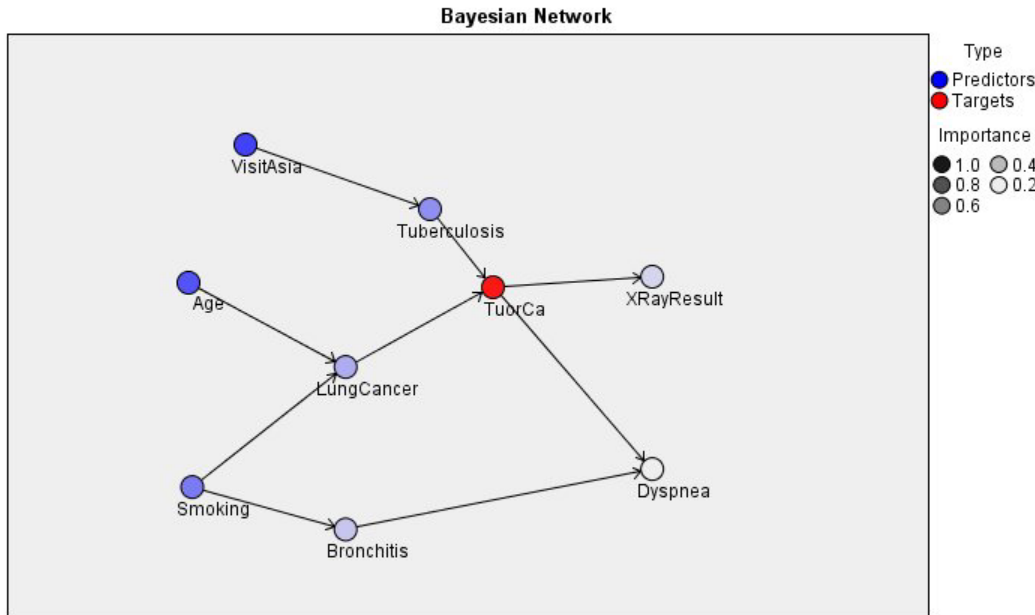 Bayesian Network
Type
Predictors
Targets
Importance
1.0 0.4
0.8 0.2
0.6
VisitAsia
Tuberculosis
Age
TuorCa
XRayResult
LungCancer
Smoking
Dyspnea
Bronchitis